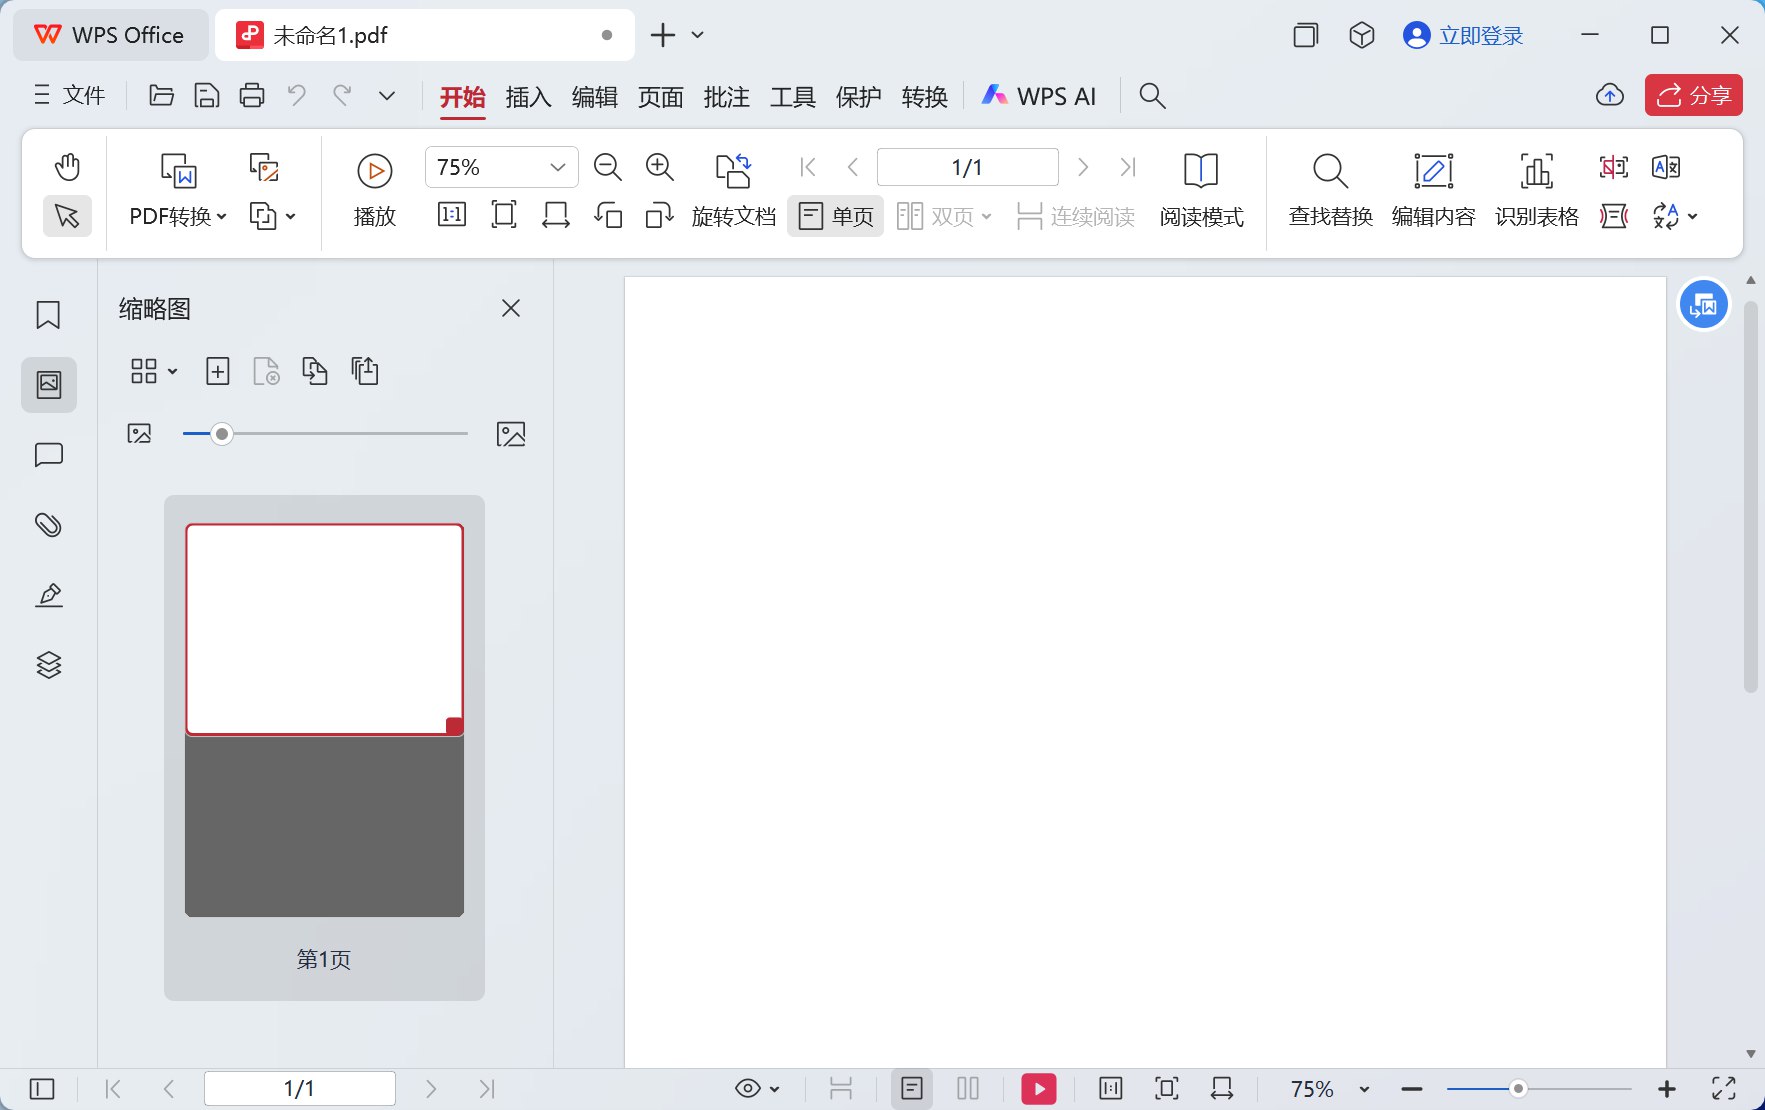 WPS Office
未命名1.pdf
立即登录
文件
开始 插入 编辑 页面 批注 工具 保护 转换
WPS AI
分享
75%
1/1
PDF转换
播放
1:1
旋转文档
单页
双页
连续阅读
阅读模式
查找替换
编辑内容
识别表格
缩略图
第1页
1/1
75%